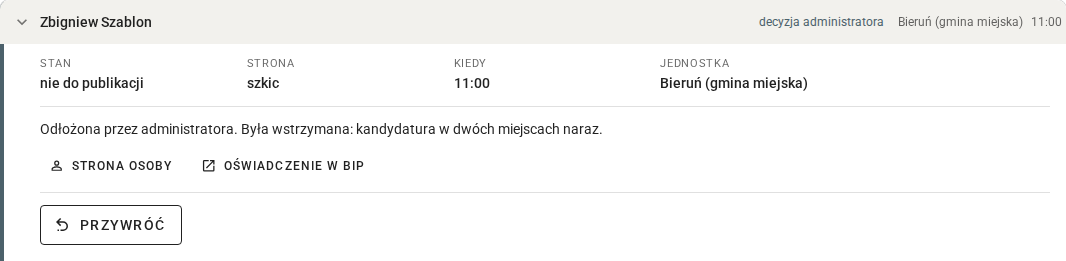 Zbigniew Szablon
decyzja administratora Bieruń (gmina miejska) 11:00
STAN STRONA KIEDY JEDNOSTKA
nie do publikacji szkic 11:00 Bieruń (gmina miejska)
Odłożona przez administratora. Była wstrzymana: kandydatura w dwóch miejscach naraz.
STRONA OSOBY OŚWIADCZENIE W BIP
PRZYWRÓĆ